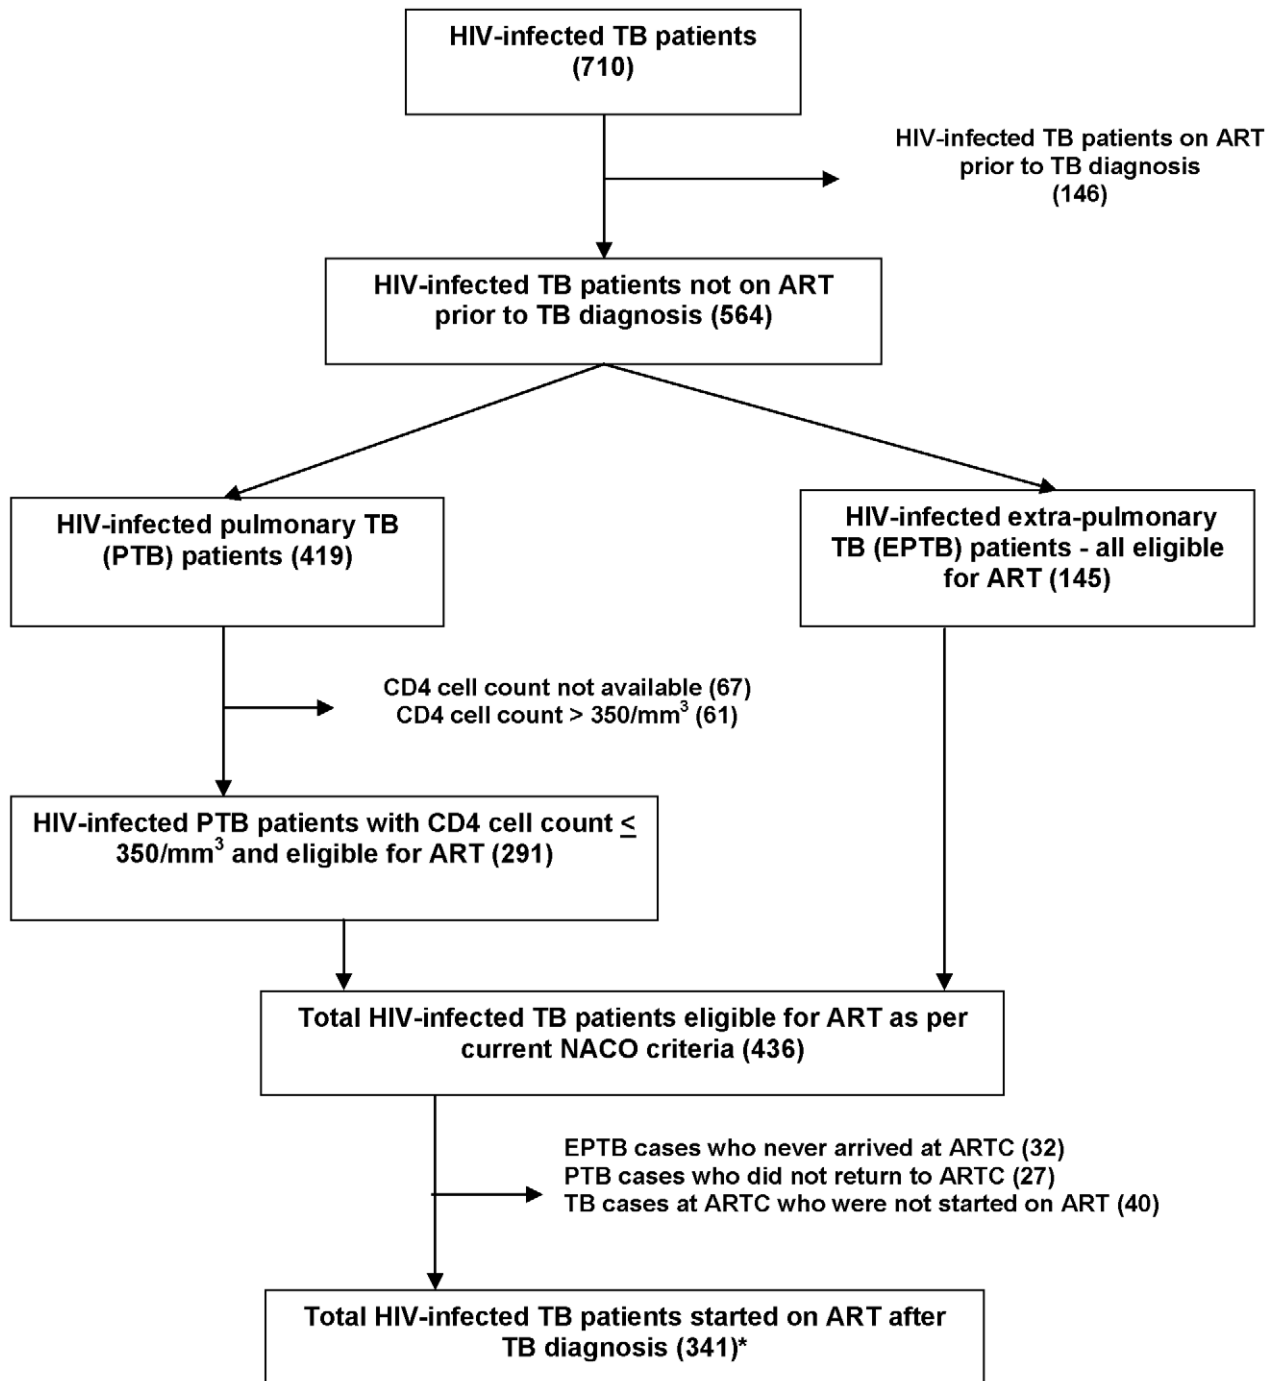 HIV-infected TB patients
(710)
HIV-infected TB patients on ART
prior to TB diagnosis
(146)
HIV-infected TB patients not on ART
prior to TB diagnosis (564)
HIV-infected pulmonary TB
(PTB) patients (419)
HIV-infected extra-pulmonary
TB (EPTB) patients - all eligible
for ART (145)
CD4 cell count not available (67)
CD4 cell count > 350/mm³ (61)
HIV-infected PTB patients with CD4 cell count ≤
350/mm³ and eligible for ART (291)
Total HIV-infected TB patients eligible for ART as per
current NACO criteria (436)
EPTB cases who never arrived at ARTC (32)
PTB cases who did not return to ARTC (27)
TB cases at ARTC who were not started on ART (40)
Total HIV-infected TB patients started on ART after
TB diagnosis (341)*